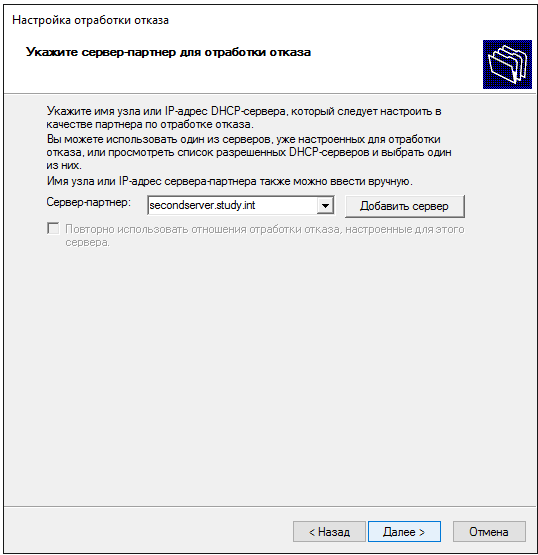 Настройка отработки отказа
Укажите сервер-партнер для отработки отказа
Укажите имя узла или IP-адрес DHCP-сервера, который следует настроить в
качестве партнера по отработке отказа.
Вы можете использовать один из серверов, уже настроенных для отработки
отказа, или просмотреть список разрешенных DHCP-серверов и выбрать один
из них.
Имя узла или IP-адрес сервера-партнера также можно ввести вручную.
Сервер-партнер:
secondserver.study.int
Добавить сервер
Повторно использовать отношения отработки отказа, настроенные для этого
сервера.
< Назад
Далее >
Отмена